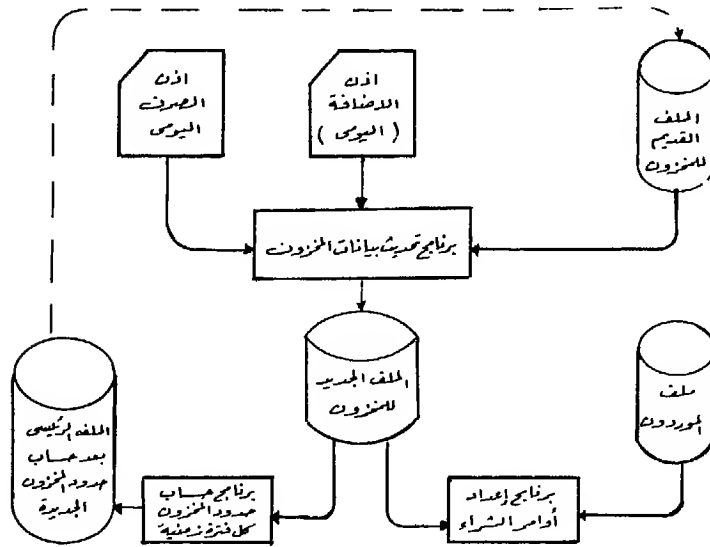 اذن
الصرف
اليومى
اذن
الاضافة
( اليومى )
الملف
القديم
للمخزون
برنامج تحديث بيانات المخزون
الملف الجديد
للمخزون
ملف
الموردون
الملف الرئيسى
بعد حساب
حدود المخزون
الجديدة
برنامج حساب
حدود المخزون
كل فترة زمنية
برنامج إعداد
أوامر الشراء